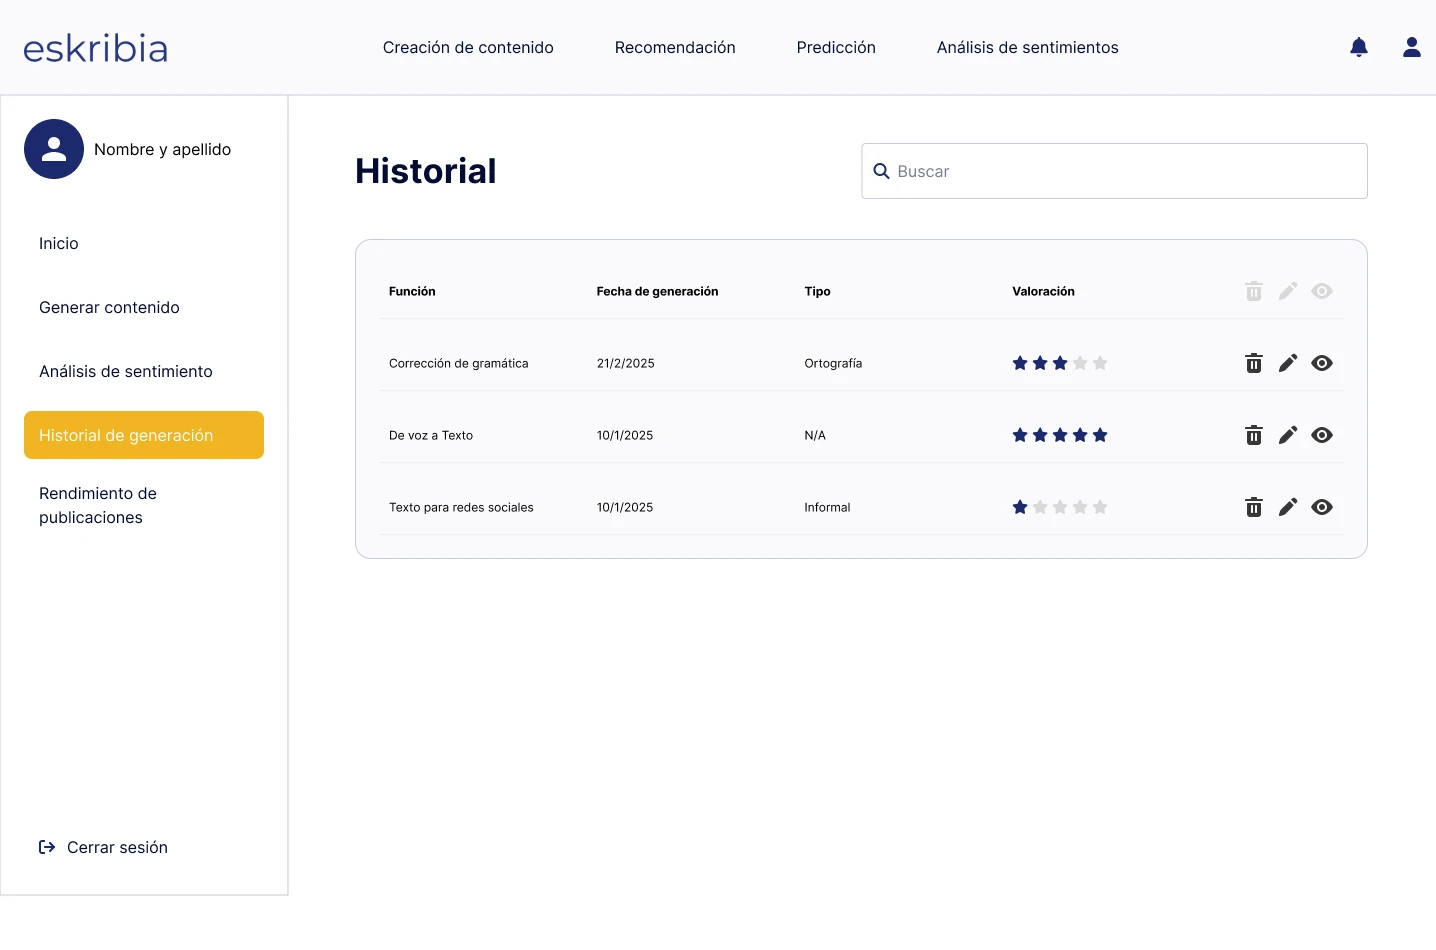 eskribia
Creación de contenido
Recomendación
Predicción
Análisis de sentimientos
Nombre y apellido
Inicio
Generar contenido
Análisis de sentimiento
Historial de generación
Rendimiento de
publicaciones
Cerrar sesión
Historial
Buscar
Función Fecha de generación Tipo Valoración
Corrección de gramática 21/2/2025 Ortografía
De voz a Texto 10/1/2025 N/A
Texto para redes sociales 10/1/2025 Informal